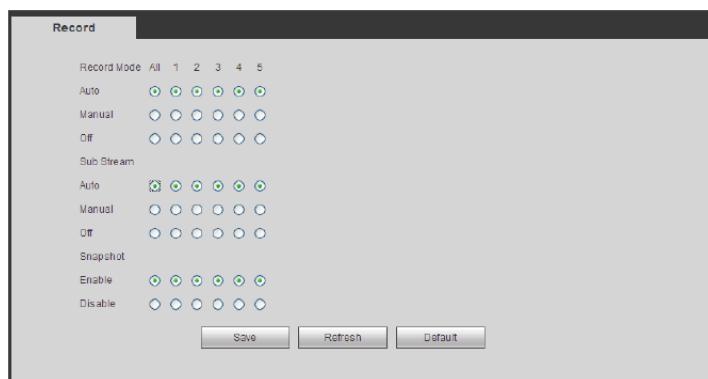 Record
Record Mode All 1 2 3 4 5
Auto
Manual
Off
Sub Stream
Auto
Manual
Off
Snapshot
Enable
Disable
Save Refresh Default